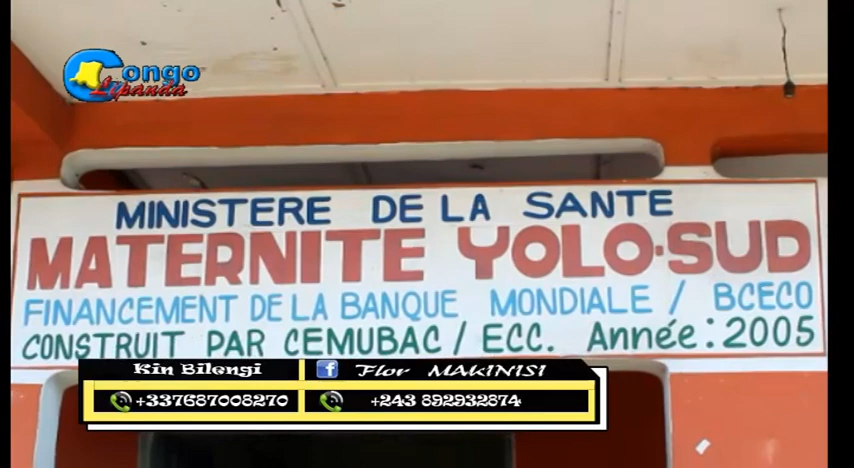 Congo
Lipanda
MINISTERE DE LA SANTE
MATERNITE YOLO-SUD
FINANCEMENT DE LA BANQUE MONDIALE / BCECO
CONSTRUIT PAR CEMUBAC / ECC. Année : 2005
Kin Bilengi
f Flor MAKINISI
+337687008270
+243 892932874